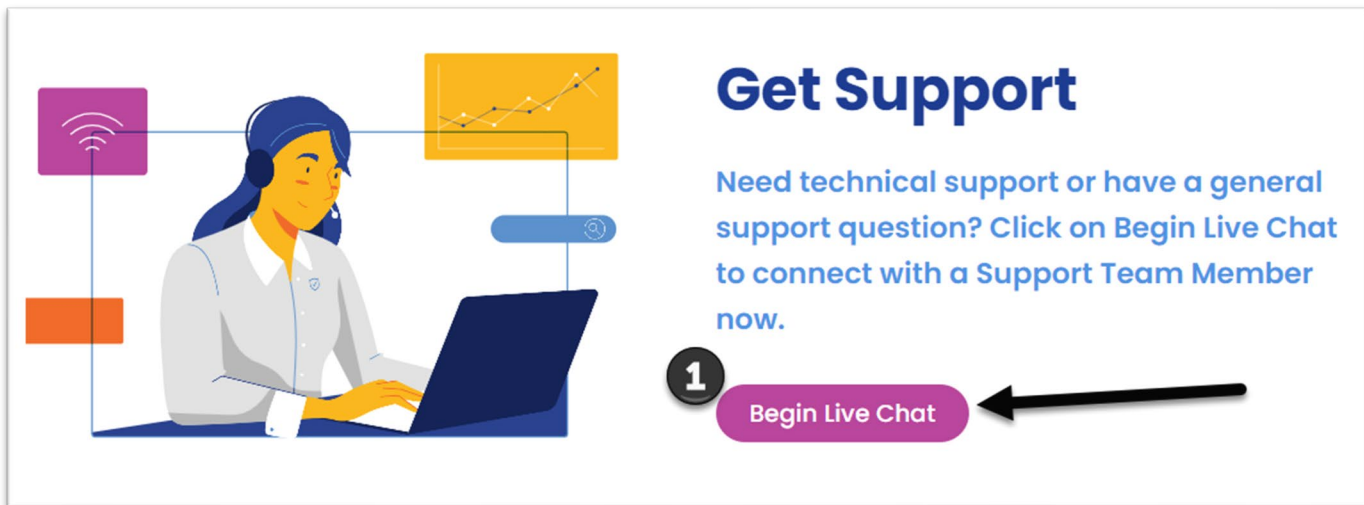 Get Support
Need technical support or have a general
support question? Click on Begin Live Chat
to connect with a Support Team Member
now.
1
Begin Live Chat